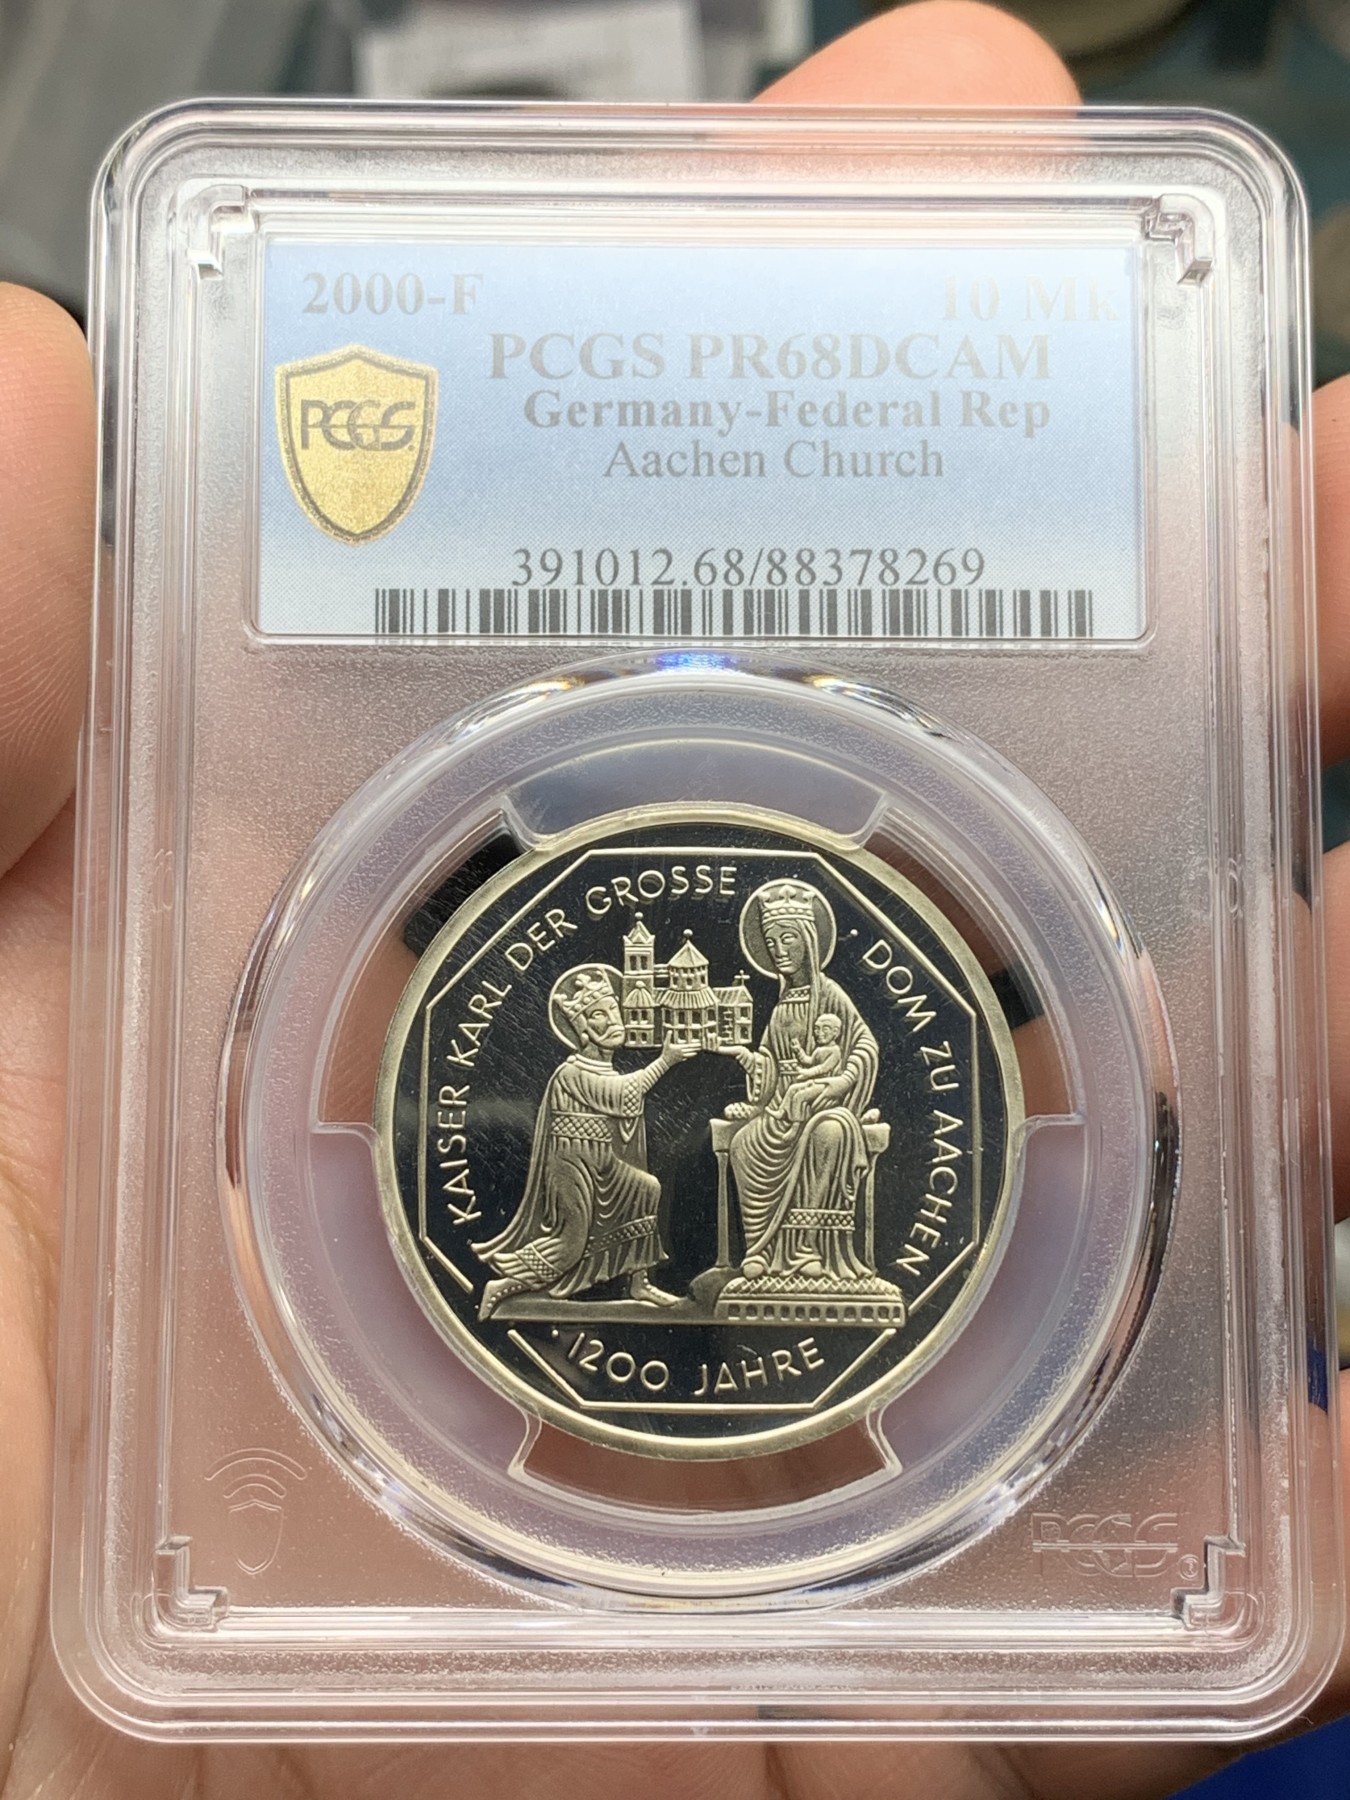 2000-F 10 Mk
PCGS PR68DCAM
Germany-Federal Rep
Aachen Church
PCGS
391012.68/88378269
KAISER KARL DER GROSSE
· DOM ZU AACHEN
· 1200 JAHRE
PCGS